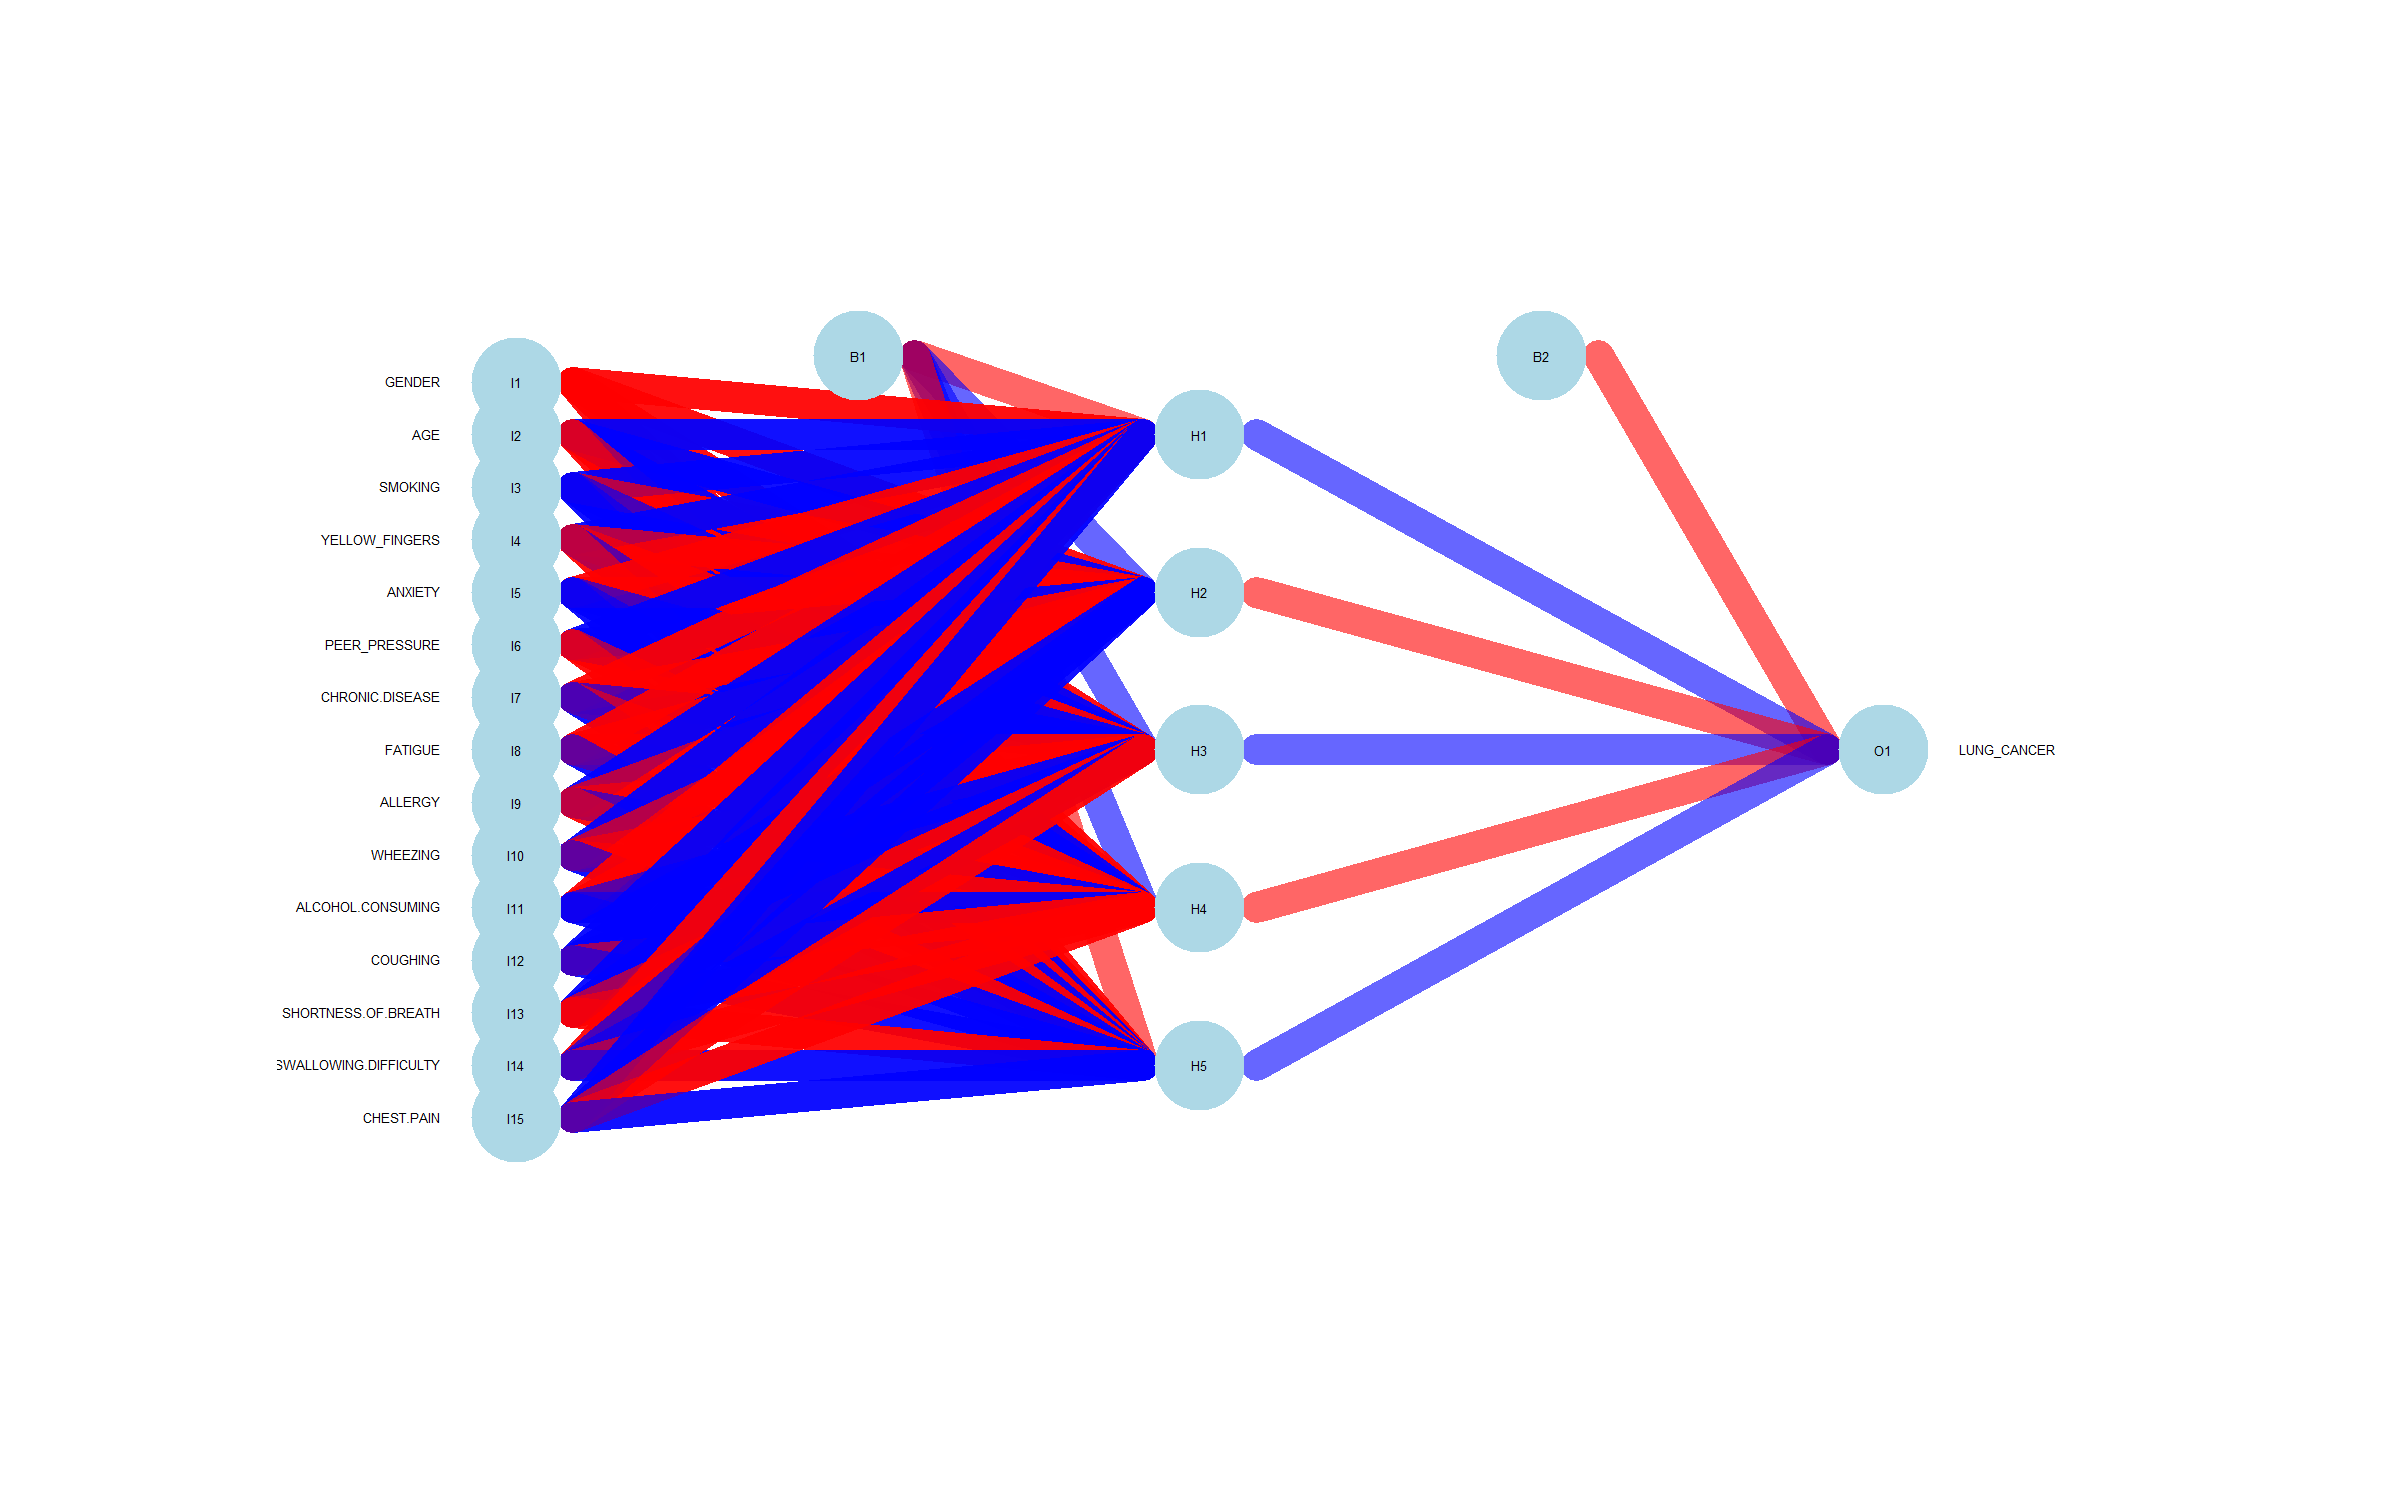 B1
B2
GENDER I1
AGE I2
H1
SMOKING I3
YELLOW_FINGERS I4
ANXIETY I5
H2
PEER_PRESSURE I6
CHRONIC.DISEASE I7
FATIGUE I8
H3
O1 LUNG_CANCER
ALLERGY I9
WHEEZING I10
ALCOHOL.CONSUMING I11
H4
COUGHING I12
SHORTNESS.OF.BREATH I13
SWALLOWING.DIFFICULTY I14
H5
CHEST.PAIN I15